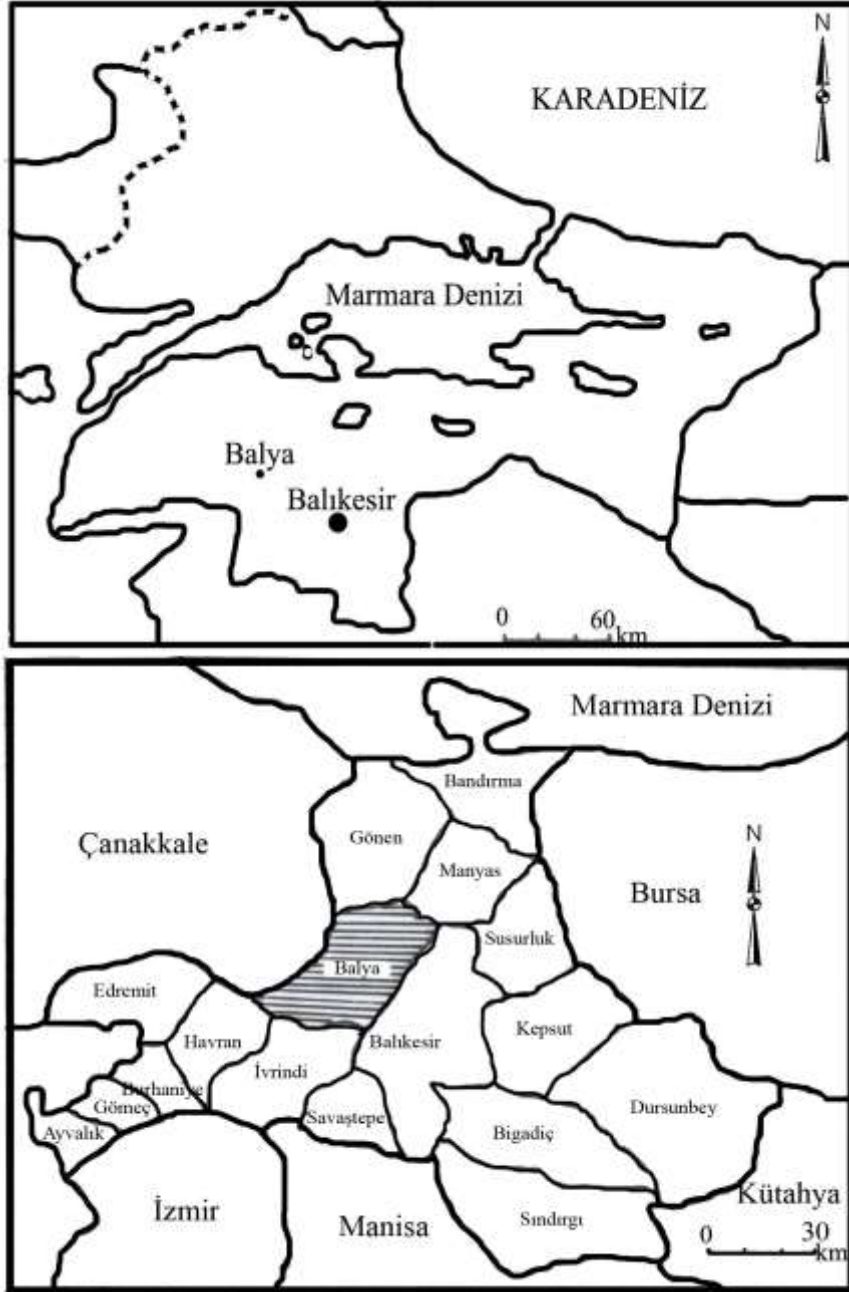 N
KARADENİZ
Marmara Denizi
Balya
Balıkesir
0 60
km
Marmara Denizi
Bandırma
Çanakkale
Gönen
N
Manyas
Bursa
Susurluk
Balya
Edremit
Havran
Balıkesir
Kepsut
İvrindi
Burhaniye
Gömeç
Savaştepe
Dursunbey
Ayvalık
Bigadiç
İzmir
Manisa
Sındırgı
Kütahya
0 30
km